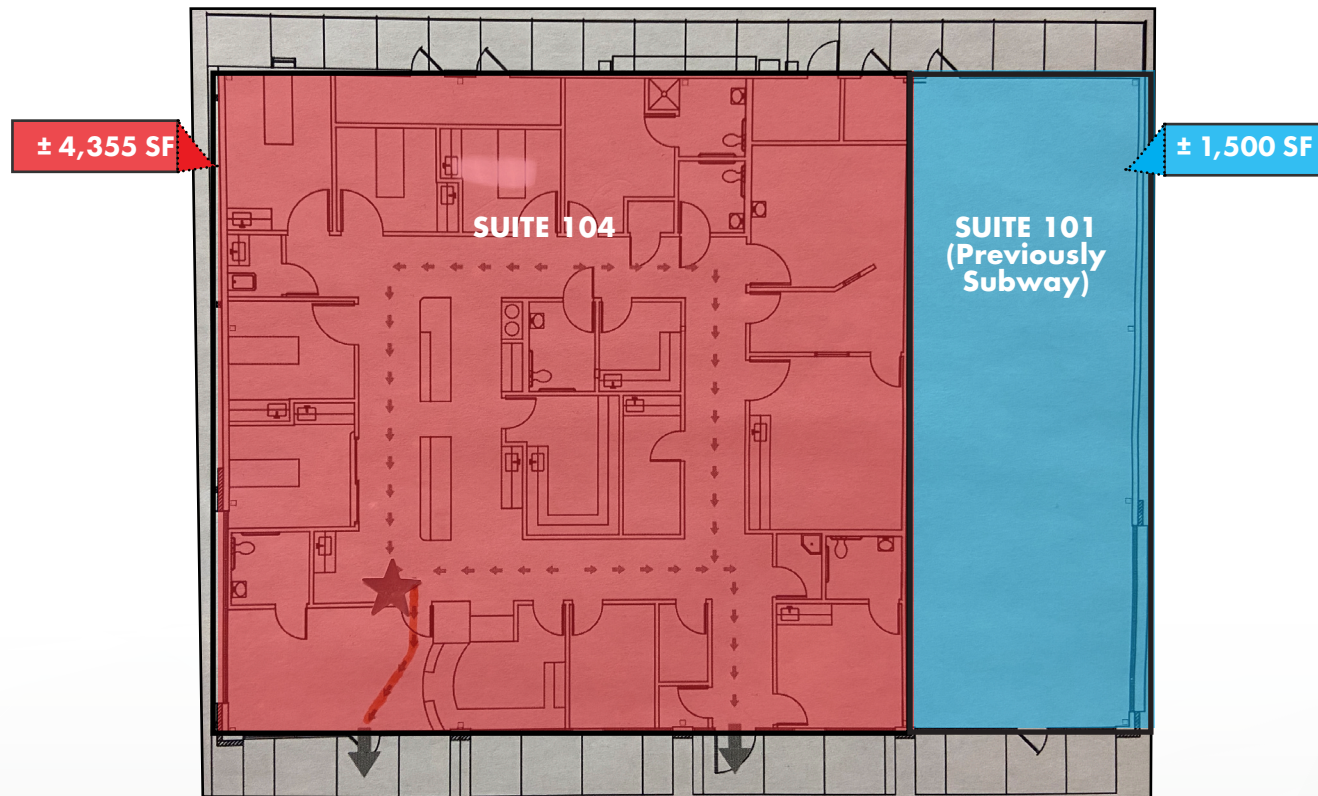 ± 4,355 SF
± 1,500 SF
SUITE 104
SUITE 101
(Previously
Subway)